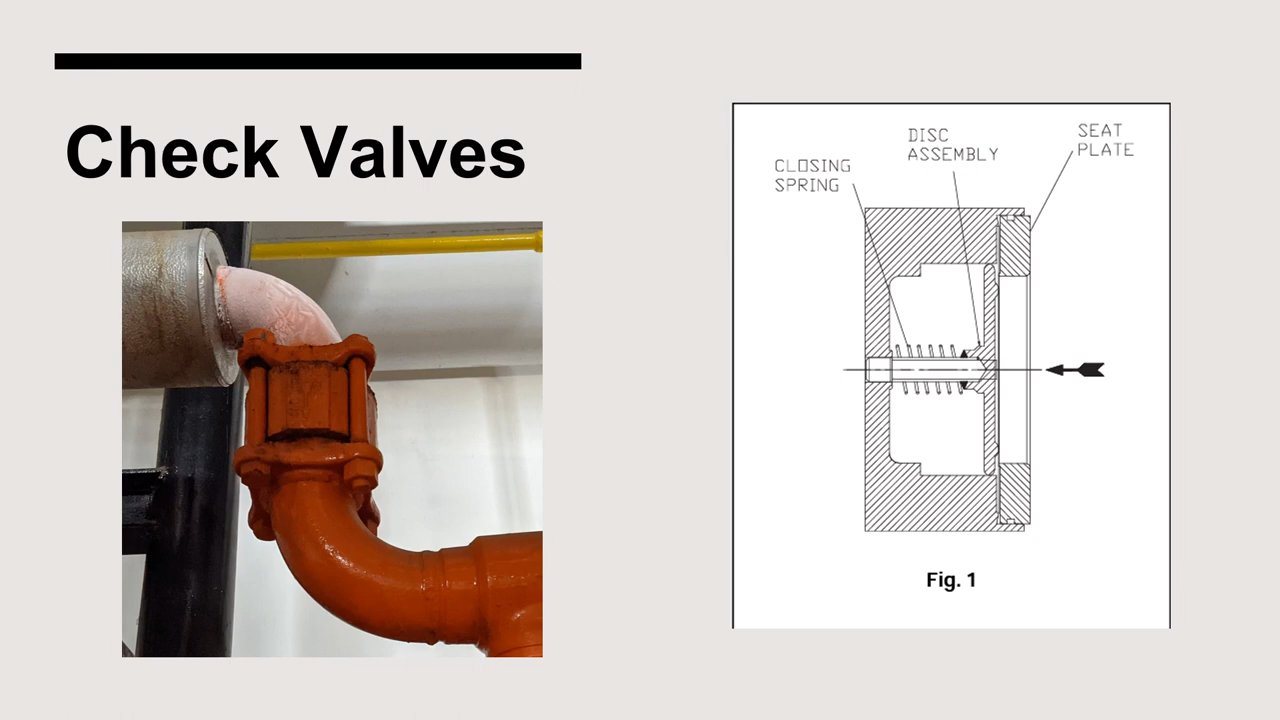 Check Valves
CLOSING
SPRING
DISC
ASSEMBLY
SEAT
PLATE
Fig. 1